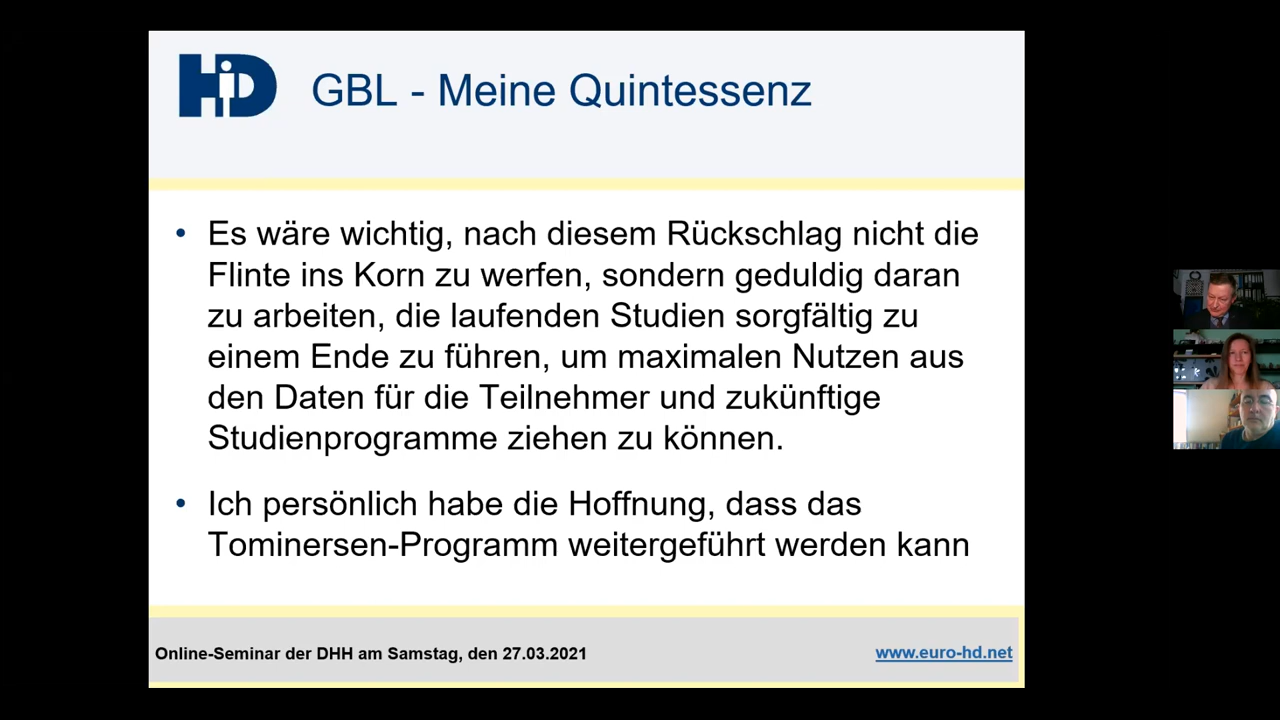 HD
GBL - Meine Quintessenz
• Es wäre wichtig, nach diesem Rückschlag nicht die
Flinte ins Korn zu werfen, sondern geduldig daran
zu arbeiten, die laufenden Studien sorgfältig zu
einem Ende zu führen, um maximalen Nutzen aus
den Daten für die Teilnehmer und zukünftige
Studienprogramme ziehen zu können.
• Ich persönlich habe die Hoffnung, dass das
Tominersen-Programm weitergeführt werden kann
Online-Seminar der DHH am Samstag, den 27.03.2021
www.euro-hd.net